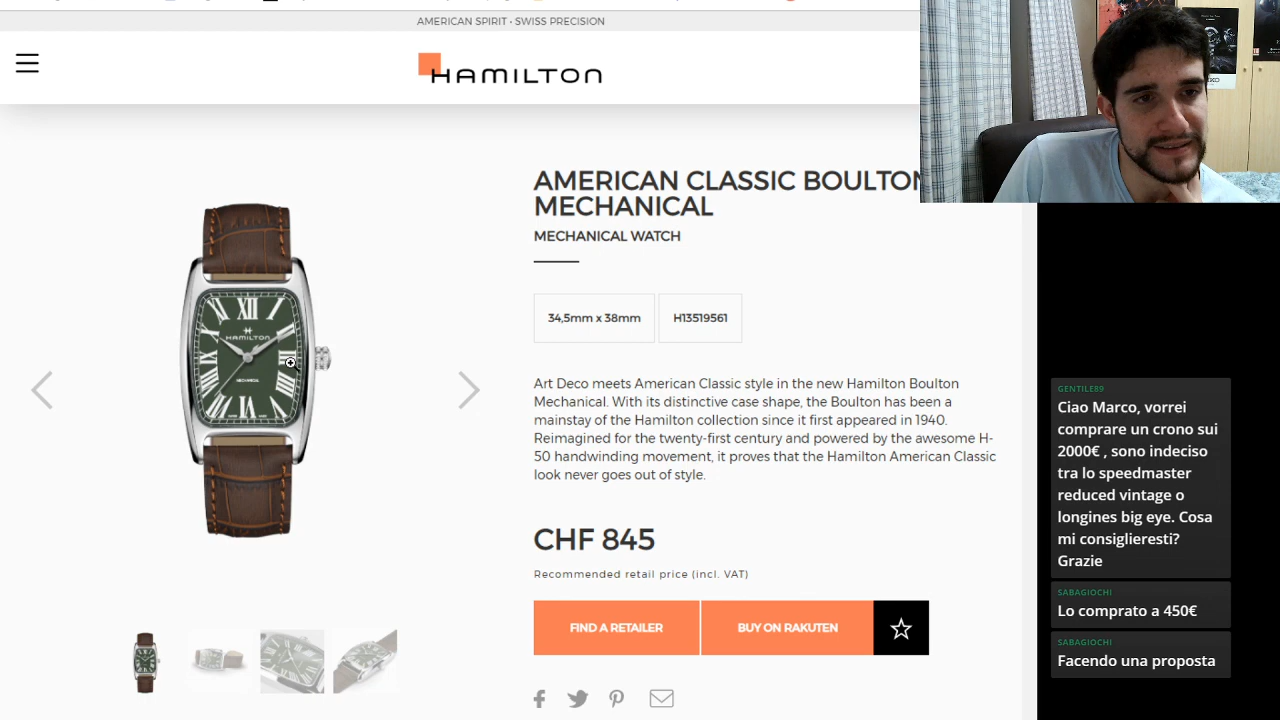 AMERICAN SPIRIT • SWISS PRECISION
HAMILTON
AMERICAN CLASSIC BOULTON
MECHANICAL
MECHANICAL WATCH
34,5mm x 38mm
H13519561
XII
HAMILTON
MECHANICAL
Art Deco meets American Classic style in the new Hamilton Boulton
Mechanical. With its distinctive case shape, the Boulton has been a
mainstay of the Hamilton collection since it first appeared in 1940.
Reimagined for the twenty-first century and powered by the awesome H-
50 handwinding movement, it proves that the Hamilton American Classic
look never goes out of style.
CHF 845
Recommended retail price (incl. VAT)
FIND A RETAILER
BUY ON RAKUTEN
GENTILE89
Ciao Marco, vorrei
comprare un crono sui
2000€ , sono indeciso
tra lo speedmaster
reduced vintage o
longines big eye. Cosa
mi consiglieresti?
Grazie
SABAGIOCHI
Lo comprato a 450€
SABAGIOCHI
Facendo una proposta